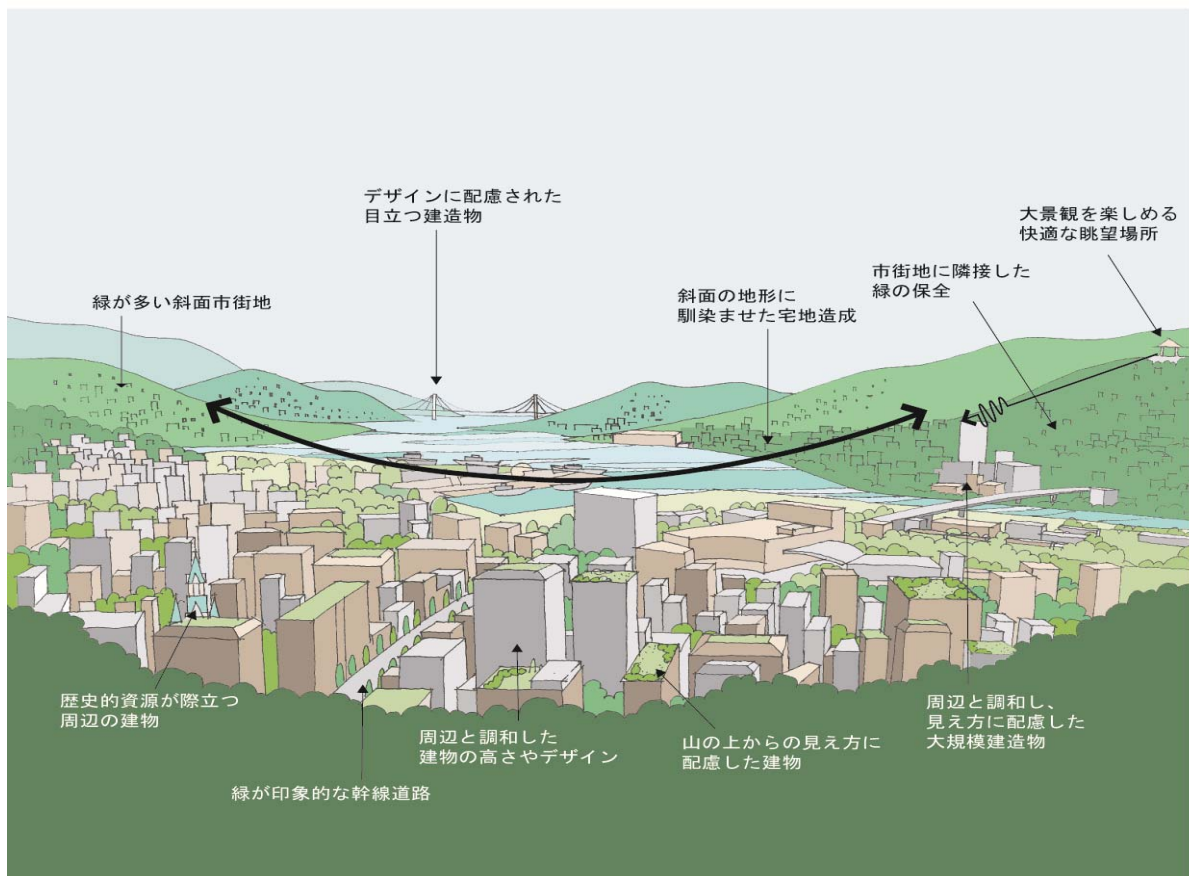 デザインに配慮された
目立つ建造物
大景観を楽しめる
快適な眺望場所
市街地に隣接した
緑の保全
緑が多い斜面市街地
斜面の地形に
馴染ませた宅地造成
歴史的資源が際立つ
周辺の建物
周辺と調和した
建物の高さやデザイン
山の上からの見え方に
配慮した建物
周辺と調和し、
見え方に配慮した
大規模建造物
緑が印象的な幹線道路